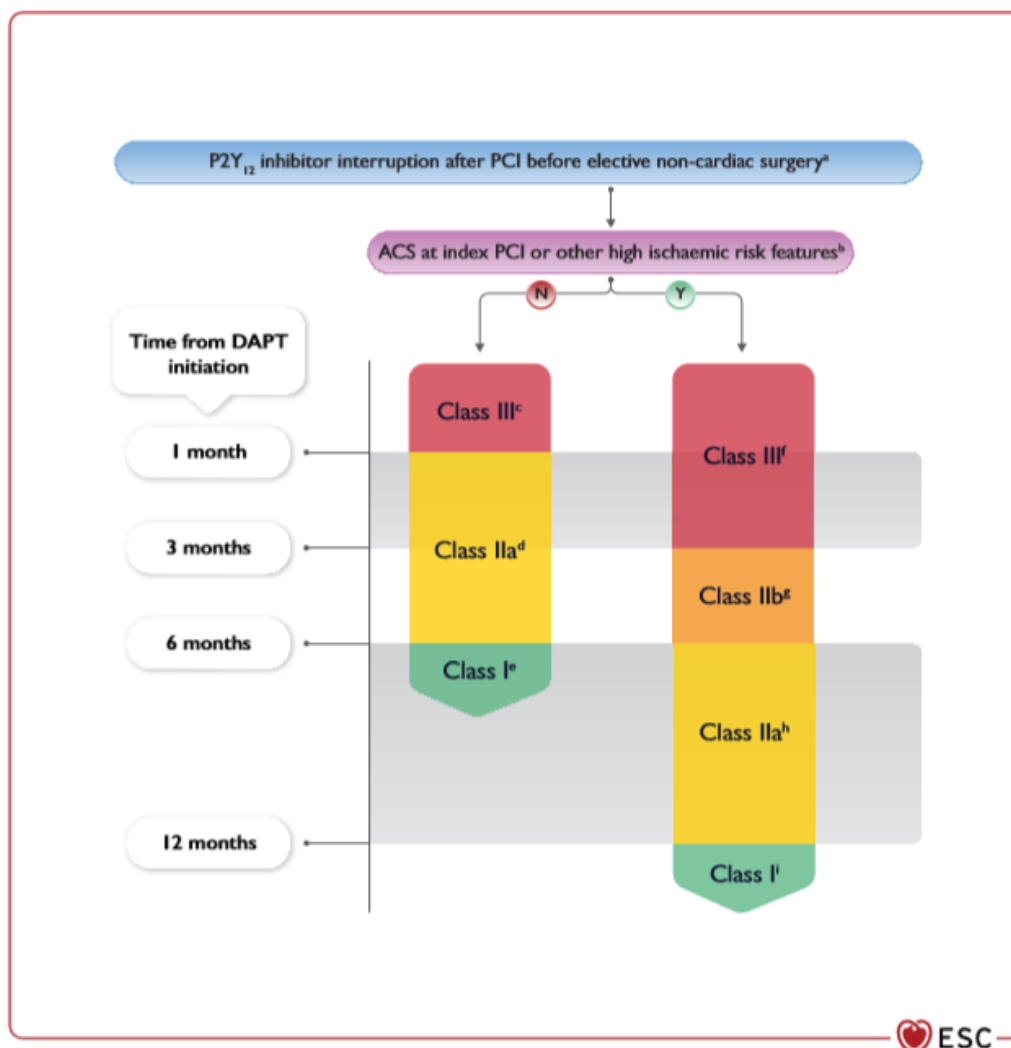 P2Y₁₂ inhibitor interruption after PCI before elective non-cardiac surgeryᵃ
ACS at index PCI or other high ischaemic risk featuresᵇ
N
Y
Time from DAPT
initiation
Class IIIᶜ
1 month
Class IIIᶠ
3 months
Class IIaᵈ
Class IIbᵍ
6 months
Class Iᵉ
Class IIaʰ
12 months
Class Iⁱ
ESC